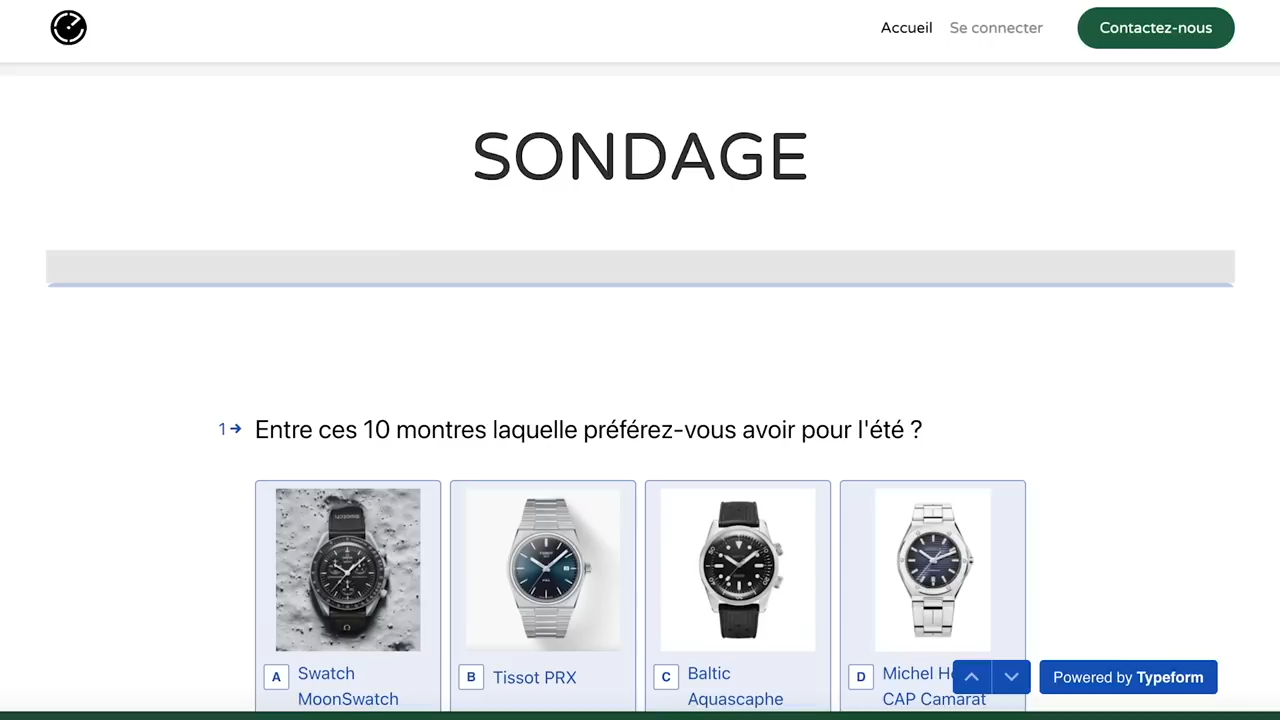 Accueil
Se connecter
Contactez-nous
SONDAGE
1
Entre ces 10 montres laquelle préférez-vous avoir pour l'été ?
A
Swatch
MoonSwatch
B
Tissot PRX
C
Baltic
Aquascaphe
D
Michel
CAP Camarat
Powered by Typeform